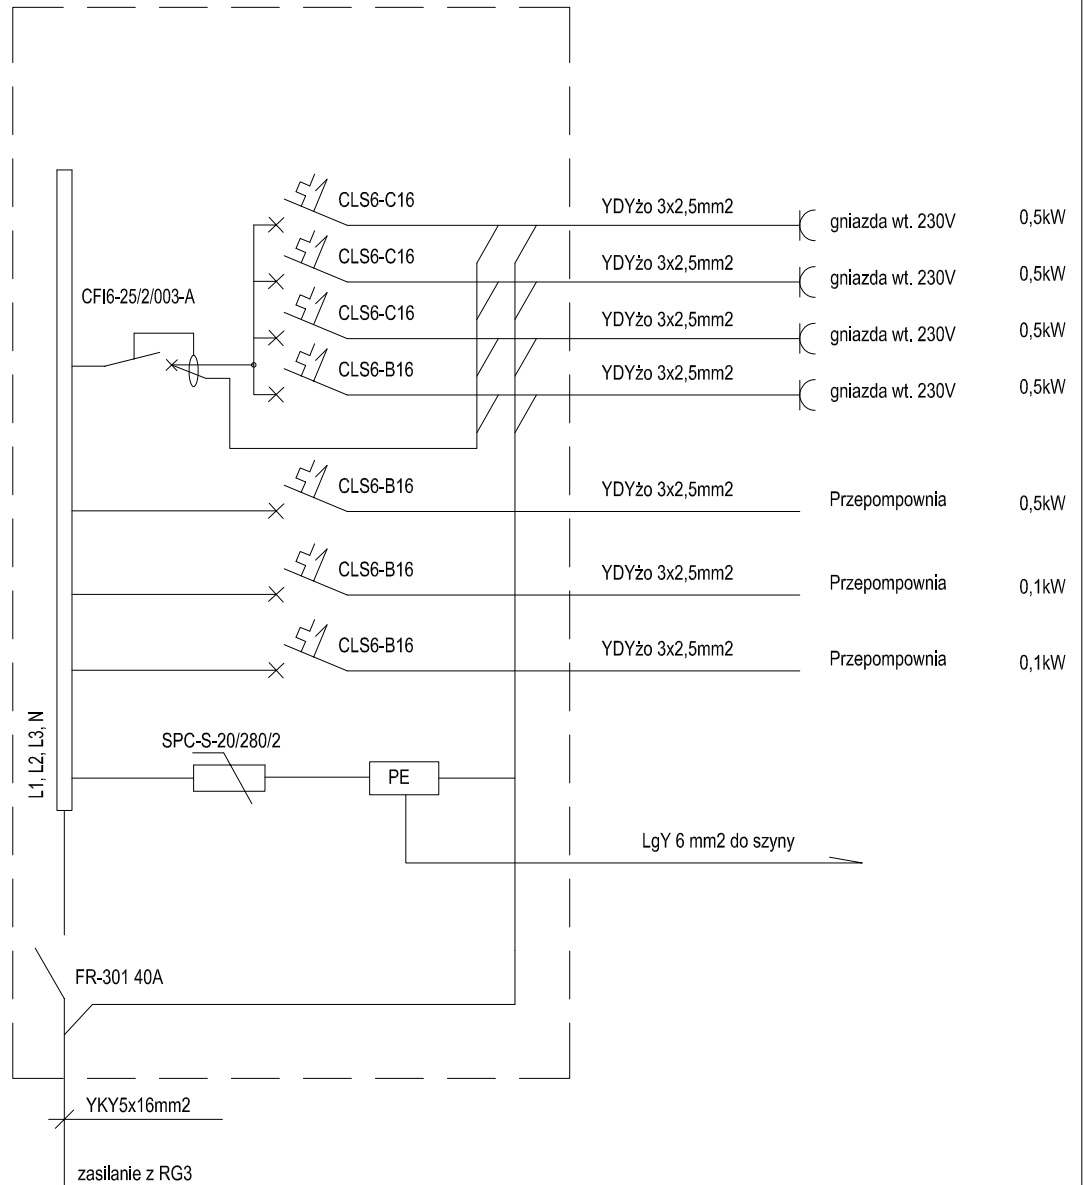 CLS6-C16 YDYżo 3x2,5mm2 gniazda wt. 230V 0,5kW
CLS6-C16 YDYżo 3x2,5mm2 gniazda wt. 230V 0,5kW
CFI6-25/2/003-A
CLS6-C16 YDYżo 3x2,5mm2 gniazda wt. 230V 0,5kW
CLS6-B16 YDYżo 3x2,5mm2 gniazda wt. 230V 0,5kW
CLS6-B16 YDYżo 3x2,5mm2 Przepompownia 0,5kW
CLS6-B16 YDYżo 3x2,5mm2 Przepompownia 0,1kW
CLS6-B16 YDYżo 3x2,5mm2 Przepompownia 0,1kW
L1, L2, L3, N
SPC-S-20/280/2
PE
LgY 6 mm2 do szyny
FR-301 40A
YKY5x16mm2
zasilanie z RG3